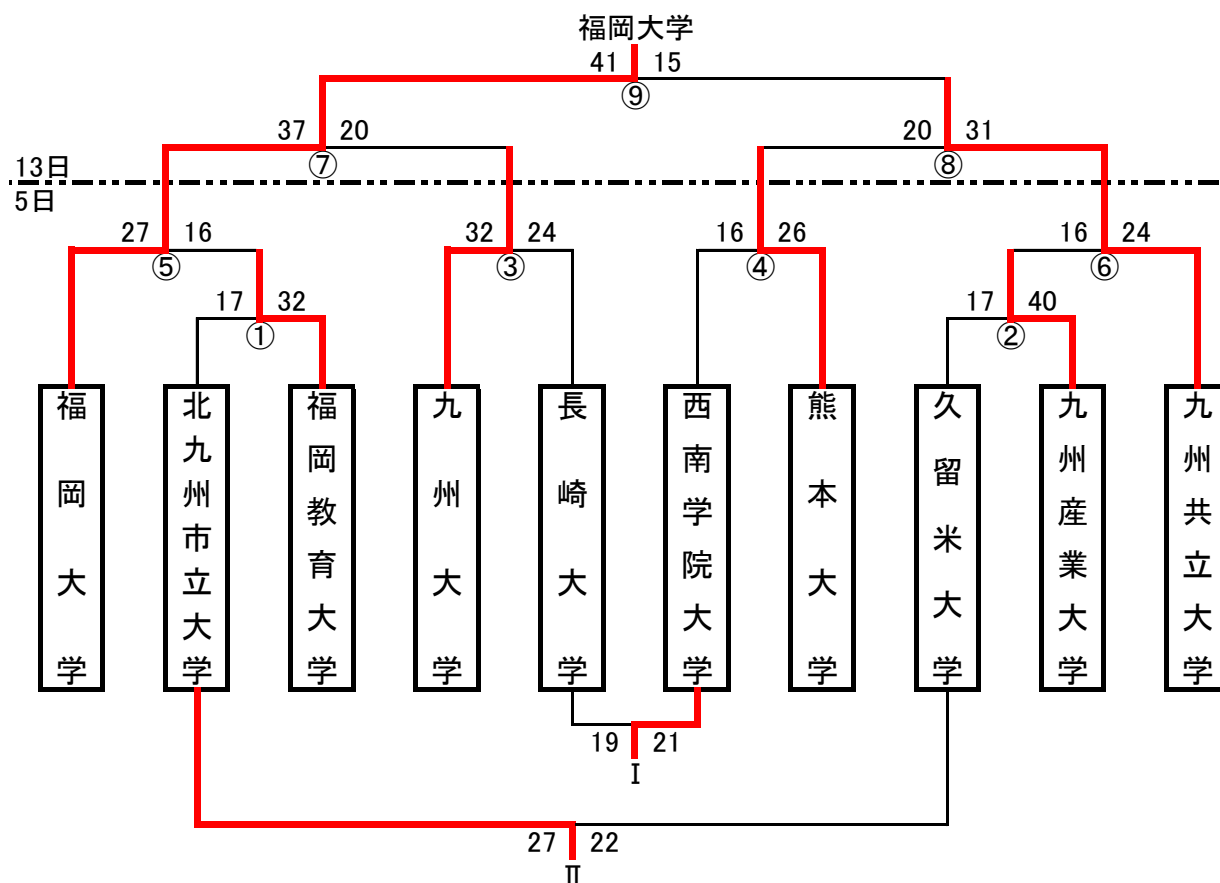 福岡大学
41 15
⑨
37 20
20 31
⑦
⑧
13日
5日
27 16
32 24
16 26
16 24
⑤
③
④
⑥
17 32
17 40
①
②
福岡大学
北九州市立大学
福岡教育大学
九州大学
長崎大学
西南学院大学
熊本大学
久留米大学
九州産業大学
九州共立大学
19 21
Ⅰ
27 22
Ⅱ